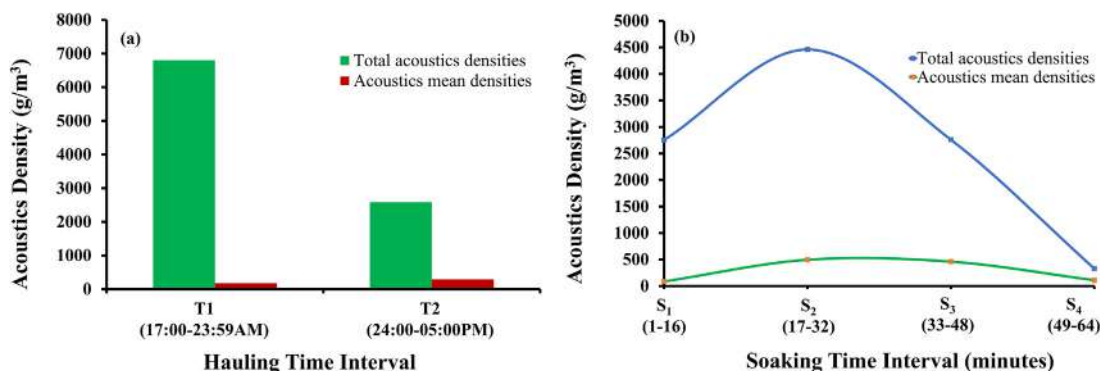 (a)
Acoustics Density (g/m³)
8000
7000
6000
5000
4000
3000
2000
1000
0
Total acoustics densities
Acoustics mean densities
T1
(17:00-23:59AM)
T2
(24:00-05:00PM)
Hauling Time Interval
(b)
Acoustics Density (g/m³)
5000
4500
4000
3500
3000
2500
2000
1500
1000
500
0
Total acoustics densities
Acoustics mean densities
S₁
(1-16)
S₂
(17-32)
S₃
(33-48)
S₄
(49-64)
Soaking Time Interval (minutes)